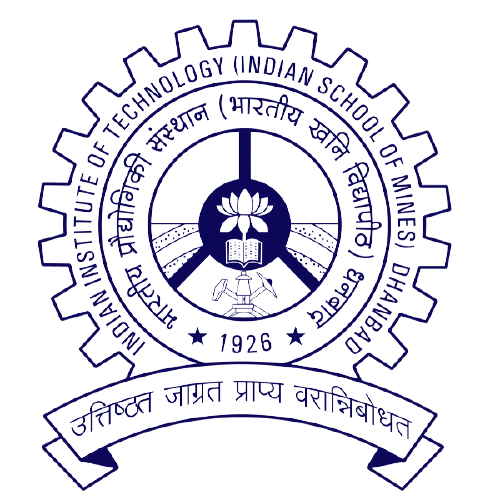 INDIAN INSTITUTE OF TECHNOLOGY (INDIAN SCHOOL OF MINES) DHANBAD
भारतीय प्रौद्योगिकी संस्थान (भारतीय खनि विद्यापीठ) धनबाद
1926
उत्तिष्ठत जाग्रत प्राप्य वरान्निबोधत